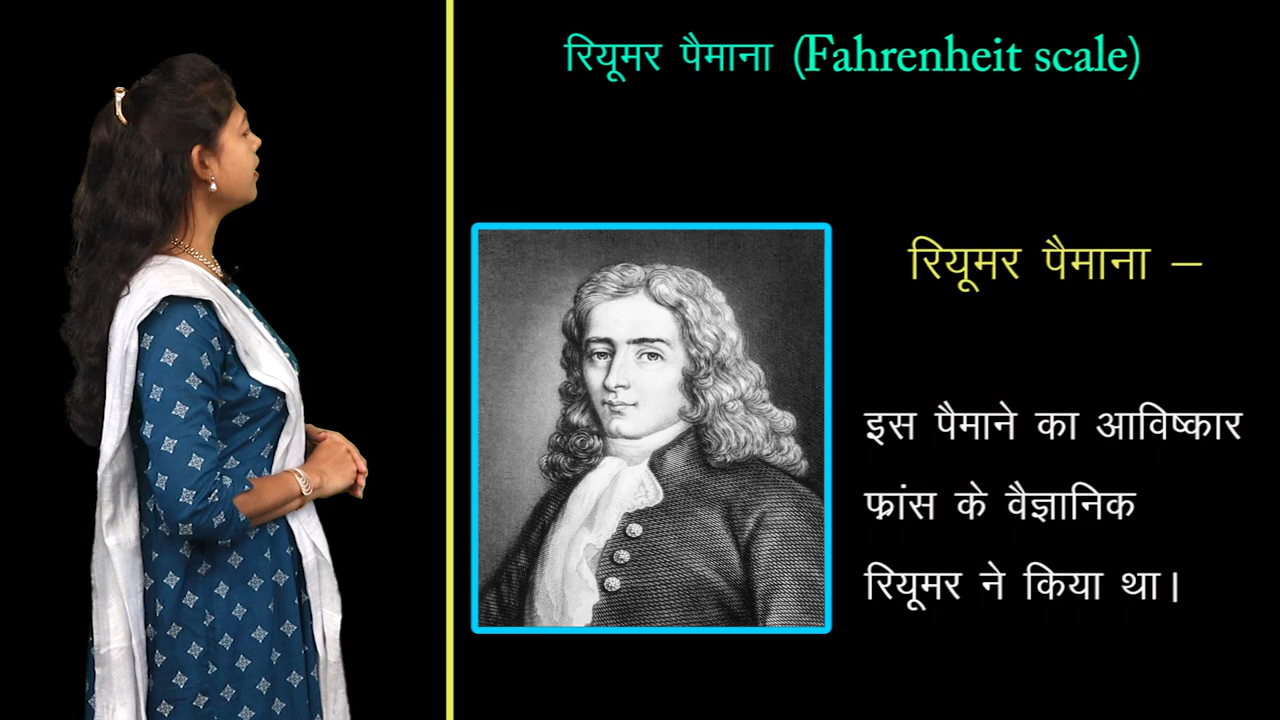 रियूमर पैमाना (Fahrenheit scale)
रियूमर पैमाना –
इस पैमाने का आविष्कार
फ्रांस के वैज्ञानिक
रियूमर ने किया था।